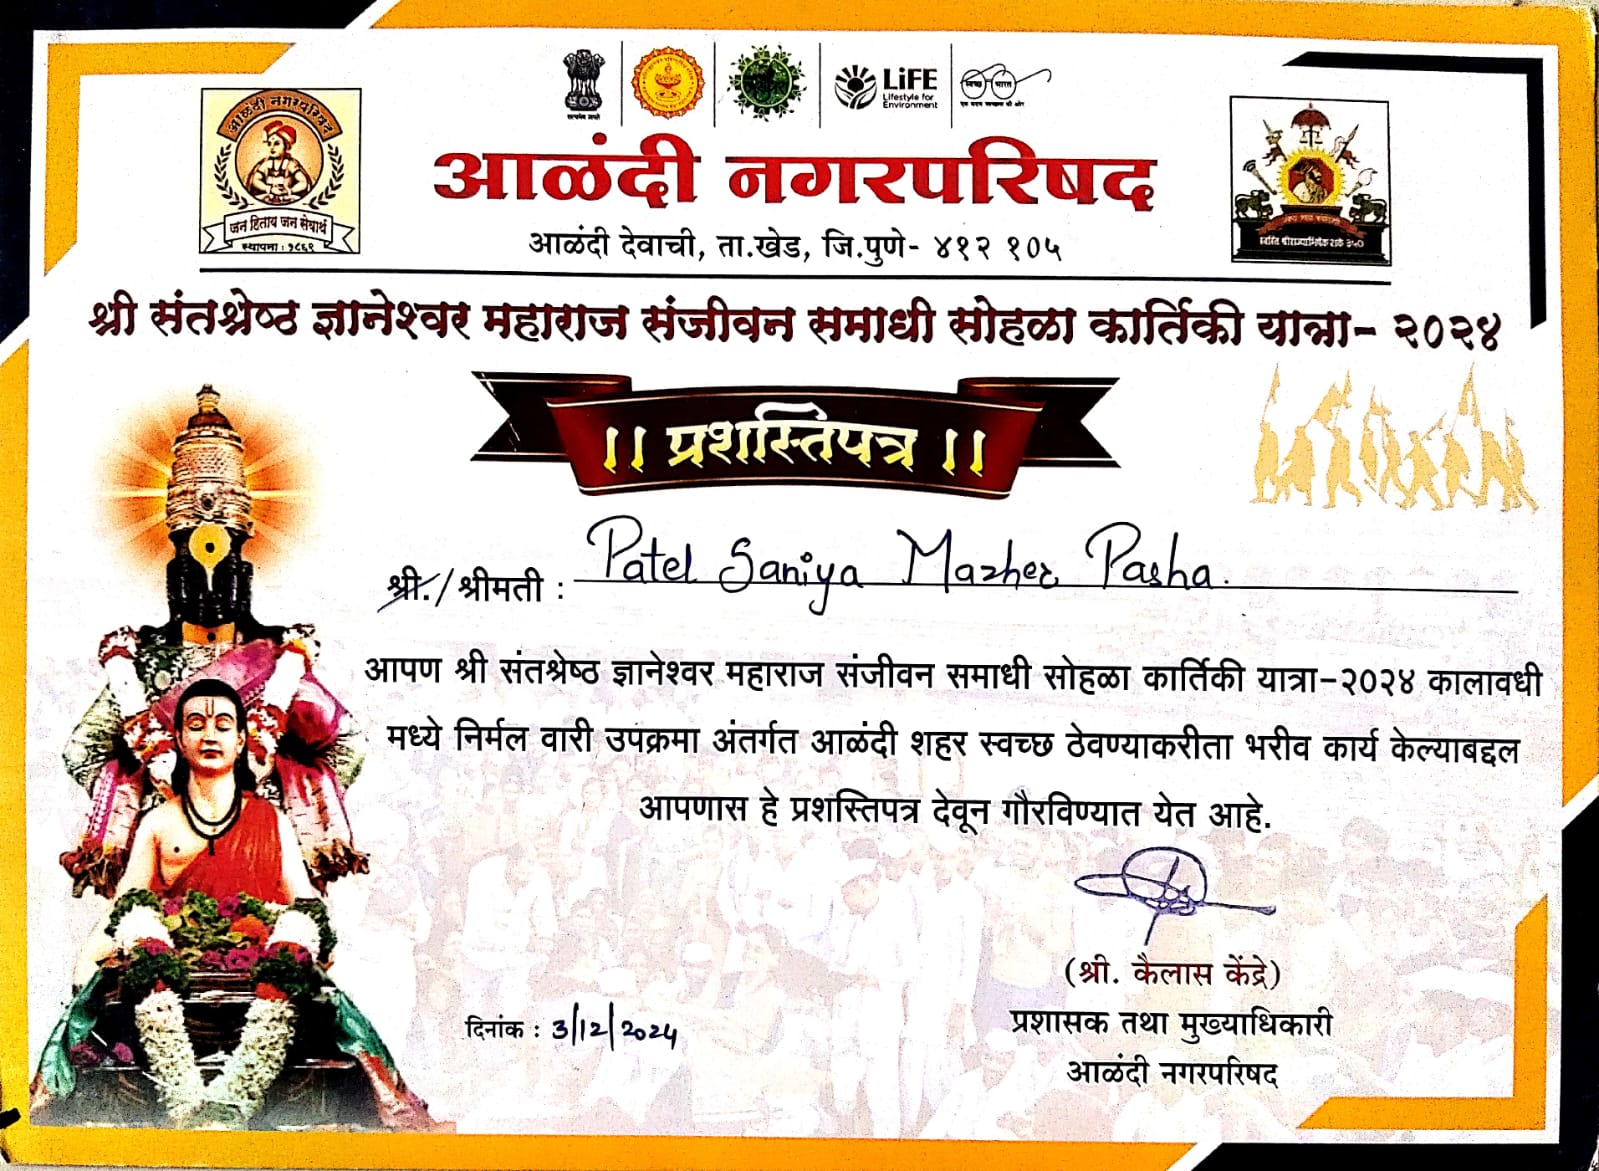 सत्यमेव जयते
LiFE
Lifestyle for
Environment
स्वच्छ भारत
एक कदम स्वच्छता की ओर
आळंदी नगरपरिषद
जन हिताय जन सेवार्थ
स्थापना : १८६९
आळंदी नगरपरिषद
आळंदी देवाची, ता.खेड, जि.पुणे- ४१२ १०५
श्री संतश्रेष्ठ ज्ञानेश्वर महाराज संजीवन समाधी सोहळा कार्तिकी यात्रा- २०२४
।। प्रशस्तिपत्र ।।
श्री./श्रीमती : Patel Saniya Mazher Pasha.
आपण श्री संतश्रेष्ठ ज्ञानेश्वर महाराज संजीवन समाधी सोहळा कार्तिकी यात्रा-२०२४ कालावधी
मध्ये निर्मल वारी उपक्रमा अंतर्गत आळंदी शहर स्वच्छ ठेवण्याकरीता भरीव कार्य केल्याबद्दल
आपणास हे प्रशस्तिपत्र देवून गौरविण्यात येत आहे.
(श्री. कैलास केंद्रे)
प्रशासक तथा मुख्याधिकारी
आळंदी नगरपरिषद
दिनांक : 3/12/2024